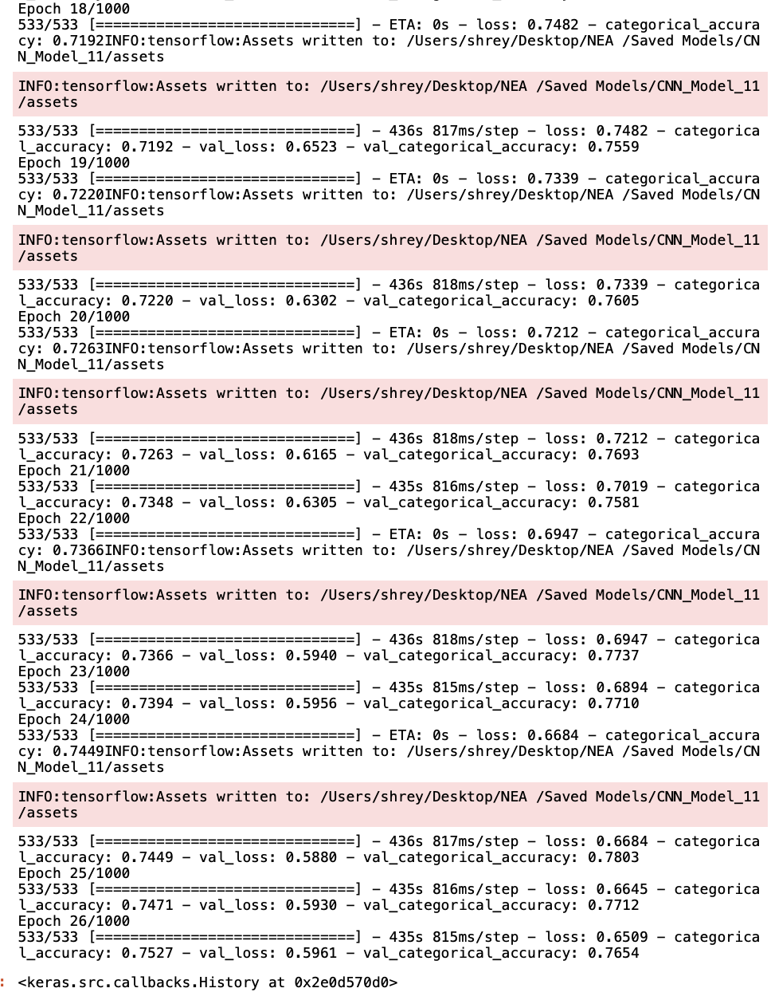 Epoch 18/1000
533/533 [==============================] - ETA: 0s - loss: 0.7482 - categorical_accura
cy: 0.7192INFO:tensorflow:Assets written to: /Users/shrey/Desktop/NEA /Saved Models/CN
N_Model_11/assets
INFO:tensorflow:Assets written to: /Users/shrey/Desktop/NEA /Saved Models/CNN_Model_11
/assets
533/533 [==============================] - 436s 817ms/step - loss: 0.7482 - categorica
l_accuracy: 0.7192 - val_loss: 0.6523 - val_categorical_accuracy: 0.7559
Epoch 19/1000
533/533 [==============================] - ETA: 0s - loss: 0.7339 - categorical_accura
cy: 0.7220INFO:tensorflow:Assets written to: /Users/shrey/Desktop/NEA /Saved Models/CN
N_Model_11/assets
INFO:tensorflow:Assets written to: /Users/shrey/Desktop/NEA /Saved Models/CNN_Model_11
/assets
533/533 [==============================] - 436s 818ms/step - loss: 0.7339 - categorica
l_accuracy: 0.7220 - val_loss: 0.6302 - val_categorical_accuracy: 0.7605
Epoch 20/1000
533/533 [==============================] - ETA: 0s - loss: 0.7212 - categorical_accura
cy: 0.7263INFO:tensorflow:Assets written to: /Users/shrey/Desktop/NEA /Saved Models/CN
N_Model_11/assets
INFO:tensorflow:Assets written to: /Users/shrey/Desktop/NEA /Saved Models/CNN_Model_11
/assets
533/533 [==============================] - 436s 818ms/step - loss: 0.7212 - categorica
l_accuracy: 0.7263 - val_loss: 0.6165 - val_categorical_accuracy: 0.7693
Epoch 21/1000
533/533 [==============================] - 435s 816ms/step - loss: 0.7019 - categorica
l_accuracy: 0.7348 - val_loss: 0.6305 - val_categorical_accuracy: 0.7581
Epoch 22/1000
533/533 [==============================] - ETA: 0s - loss: 0.6947 - categorical_accura
cy: 0.7366INFO:tensorflow:Assets written to: /Users/shrey/Desktop/NEA /Saved Models/CN
N_Model_11/assets
INFO:tensorflow:Assets written to: /Users/shrey/Desktop/NEA /Saved Models/CNN_Model_11
/assets
533/533 [==============================] - 436s 818ms/step - loss: 0.6947 - categorica
l_accuracy: 0.7366 - val_loss: 0.5940 - val_categorical_accuracy: 0.7737
Epoch 23/1000
533/533 [==============================] - 435s 815ms/step - loss: 0.6894 - categorica
l_accuracy: 0.7394 - val_loss: 0.5956 - val_categorical_accuracy: 0.7710
Epoch 24/1000
533/533 [==============================] - ETA: 0s - loss: 0.6684 - categorical_accura
cy: 0.7449INFO:tensorflow:Assets written to: /Users/shrey/Desktop/NEA /Saved Models/CN
N_Model_11/assets
INFO:tensorflow:Assets written to: /Users/shrey/Desktop/NEA /Saved Models/CNN_Model_11
/assets
533/533 [==============================] - 436s 817ms/step - loss: 0.6684 - categorica
l_accuracy: 0.7449 - val_loss: 0.5880 - val_categorical_accuracy: 0.7803
Epoch 25/1000
533/533 [==============================] - 435s 816ms/step - loss: 0.6645 - categorica
l_accuracy: 0.7471 - val_loss: 0.5930 - val_categorical_accuracy: 0.7712
Epoch 26/1000
533/533 [==============================] - 435s 815ms/step - loss: 0.6509 - categorica
l_accuracy: 0.7527 - val_loss: 0.5961 - val_categorical_accuracy: 0.7654
: <keras.src.callbacks.History at 0x2e0d570d0>